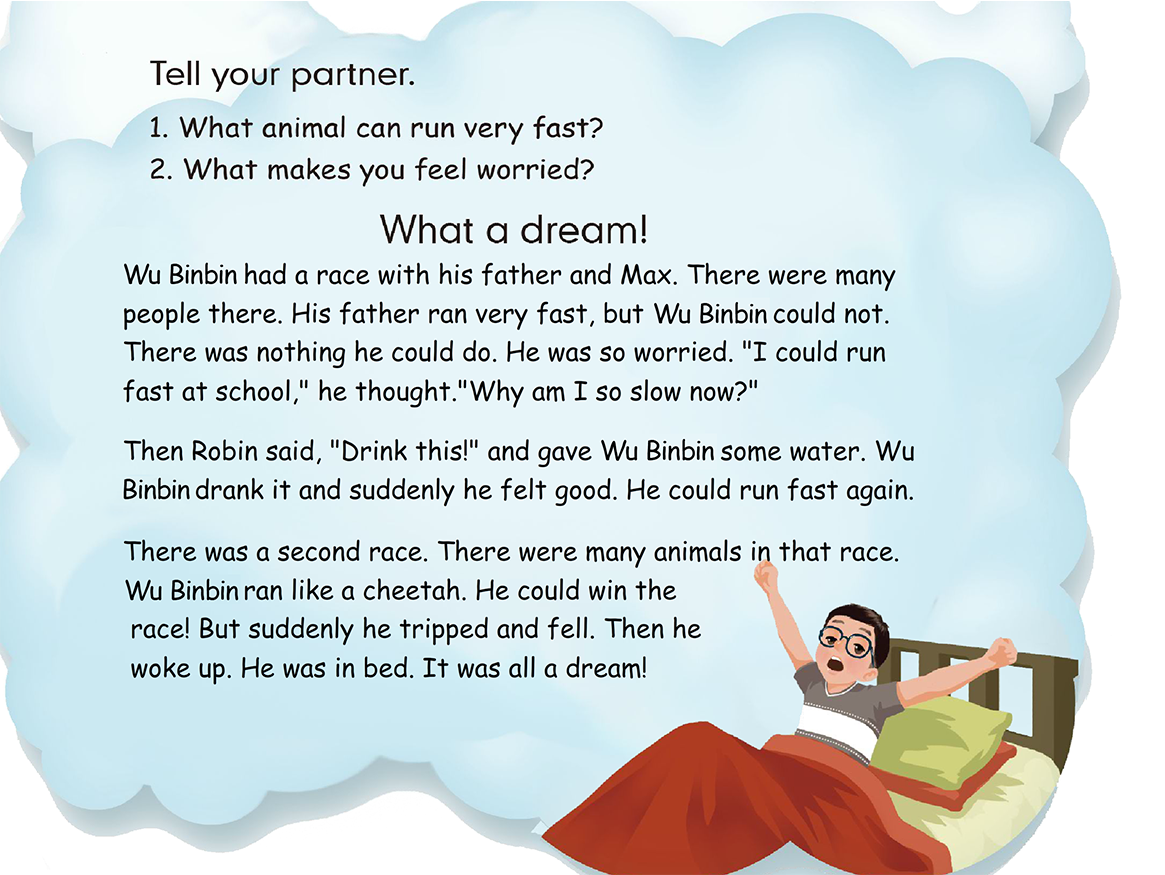 Tell your partner.
1. What animal can run very fast?
2. What makes you feel worried?
What a dream!
Wu Binbin had a race with his father and Max. There were many
people there. His father ran very fast, but Wu Binbin could not.
There was nothing he could do. He was so worried. "I could run
fast at school," he thought."Why am I so slow now?"
Then Robin said, "Drink this!" and gave Wu Binbin some water. Wu
Binbin drank it and suddenly he felt good. He could run fast again.
There was a second race. There were many animals in that race.
Wu Binbin ran like a cheetah. He could win the
race! But suddenly he tripped and fell. Then he
woke up. He was in bed. It was all a dream!